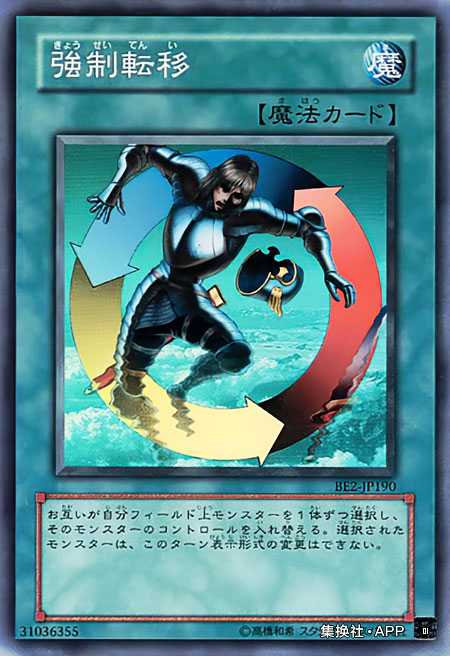 きょうせいてんい
強制転移
魔
まほう
【魔法カード】
BE2-JP190
お互いが自分フィールド上モンスターを1体ずつ選択し、
そのモンスターのコントロールを入れ替える。選択された
モンスターは、このターン表示形式の変更はできない。
31036355
©高橋和希 スタ
集英社・APP